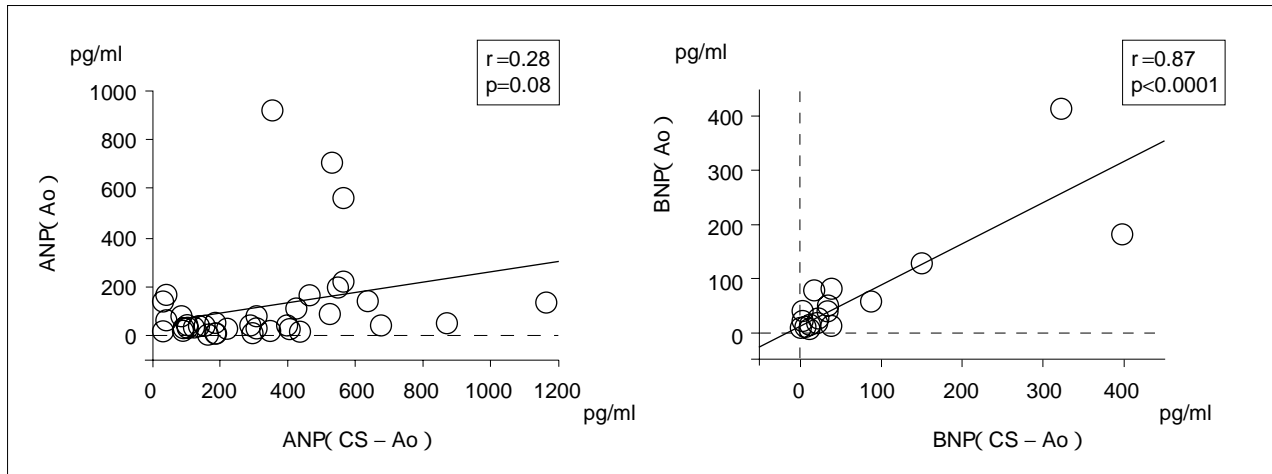 pg/ml
r=0.28
p=0.08
1000
800
600
400
200
0
ANP( Ao )
0 200 400 600 800 1000 1200
pg/ml
ANP( CS – Ao )
pg/ml
r=0.87
p<0.0001
400
300
200
100
0
BNP( Ao )
0 100 200 300 400
pg/ml
BNP( CS – Ao )